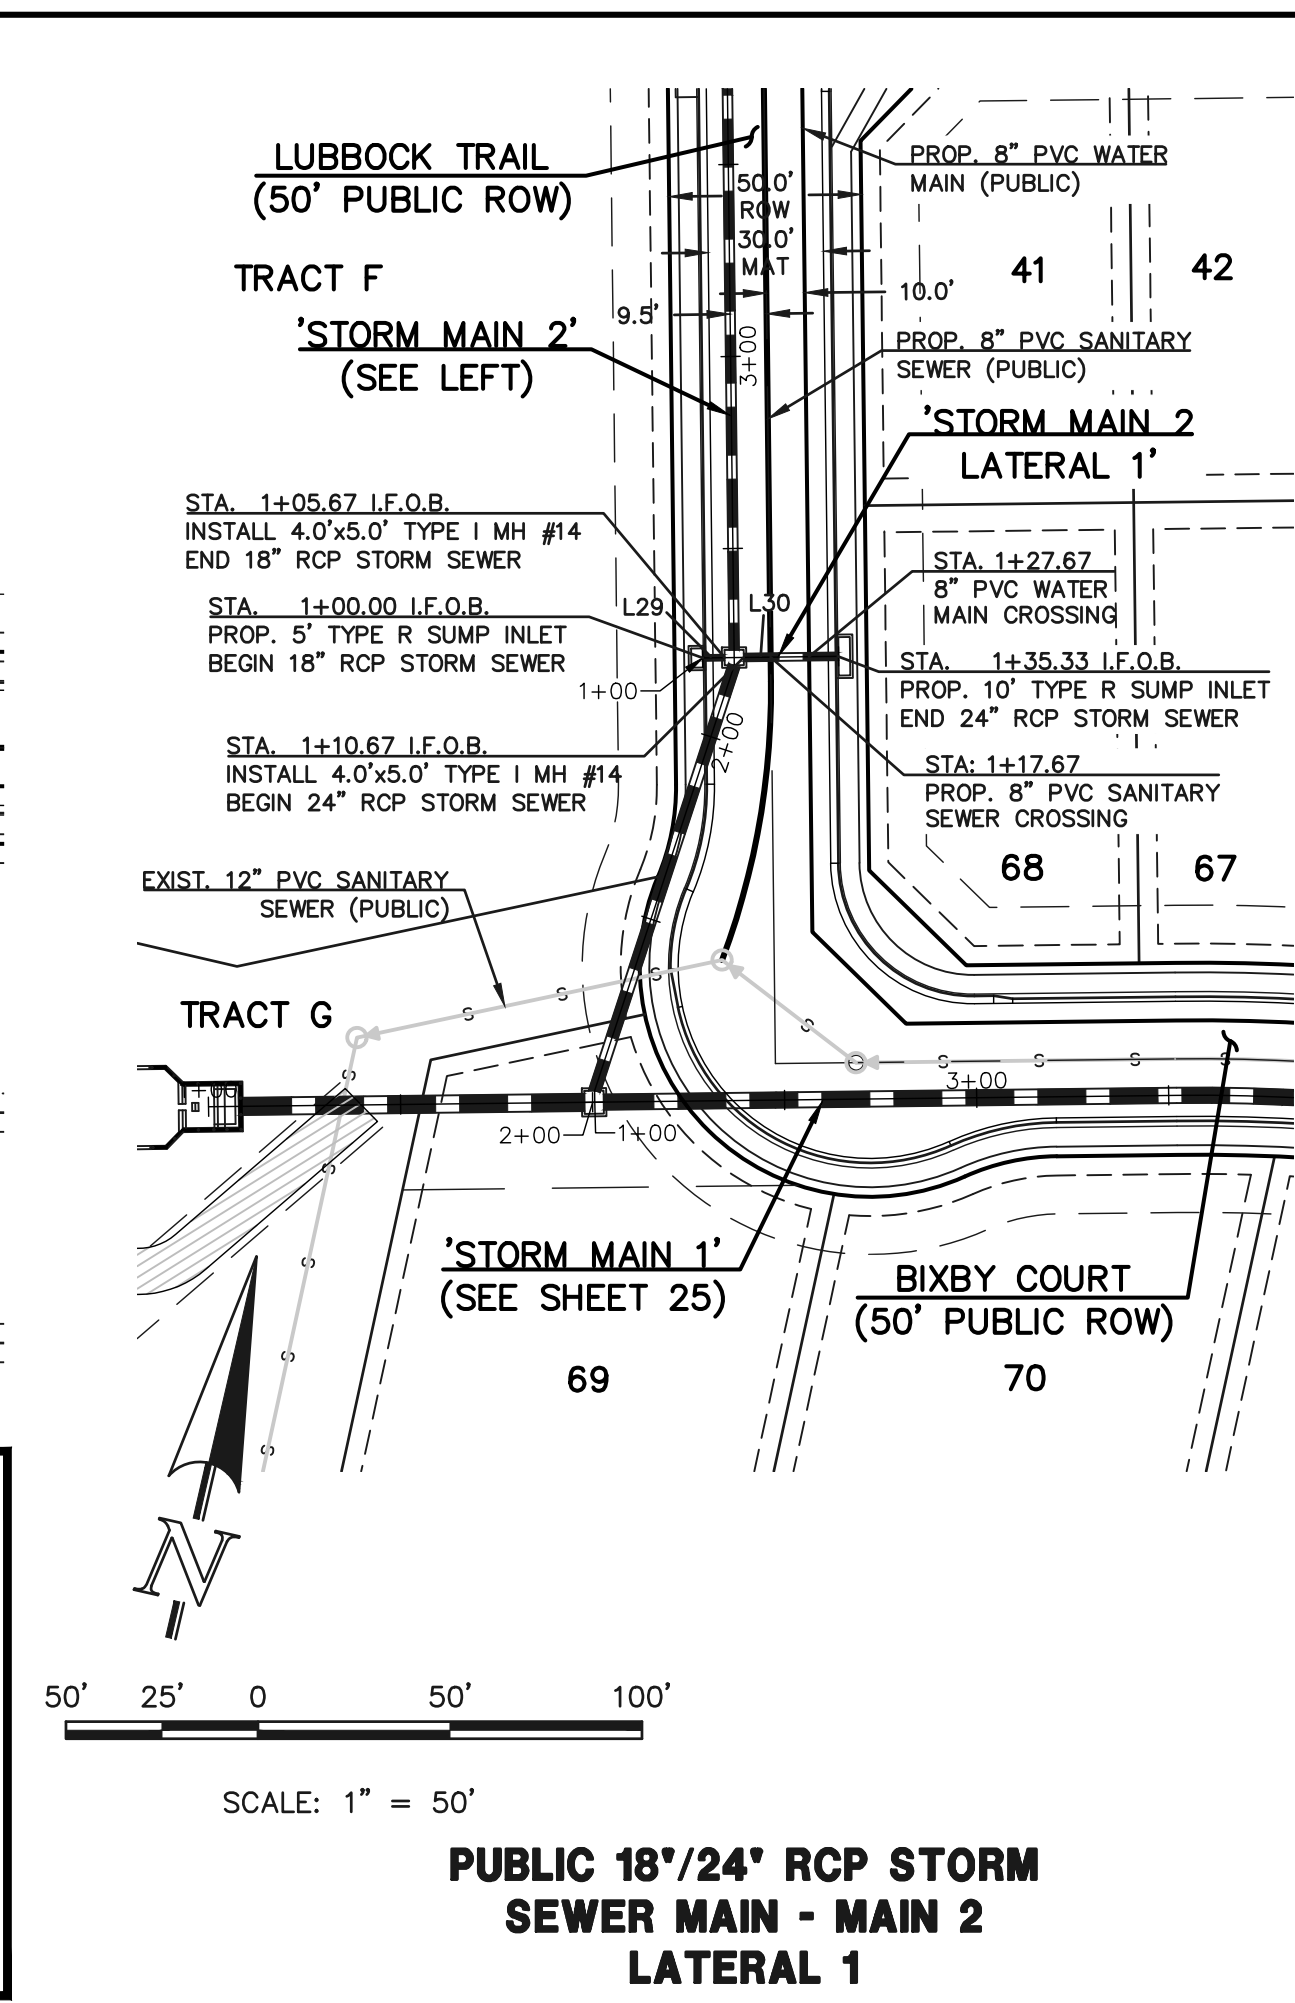 LUBBOCK TRAIL
(50' PUBLIC ROW)
PROP. 8" PVC WATER
MAIN (PUBLIC)
50.0'
ROW
30.0'
MAT
TRACT F
41
42
9.5'
10.0'
'STORM MAIN 2'
(SEE LEFT)
3+00
PROP. 8" PVC SANITARY
SEWER (PUBLIC)
'STORM MAIN 2
LATERAL 1'
STA. 1+05.67 I.F.O.B.
INSTALL 4.0'x5.0' TYPE I MH #14
END 18" RCP STORM SEWER
STA. 1+27.67
8" PVC WATER
MAIN CROSSING
STA. 1+00.00 I.F.O.B.
PROP. 5' TYPE R SUMP INLET
BEGIN 18" RCP STORM SEWER
L29
L30
1+00
STA. 1+35.33 I.F.O.B.
PROP. 10' TYPE R SUMP INLET
END 24" RCP STORM SEWER
2+00
STA. 1+10.67 I.F.O.B.
INSTALL 4.0'x5.0' TYPE I MH #14
BEGIN 24" RCP STORM SEWER
STA: 1+17.67
PROP. 8" PVC SANITARY
SEWER CROSSING
68
67
EXIST. 12" PVC SANITARY
SEWER (PUBLIC)
S
S
S
TRACT G
S
S
S
S
S
S
3+00
2+00
1+00
S
S
S
S
'STORM MAIN 1'
(SEE SHEET 25)
BIXBY COURT
(50' PUBLIC ROW)
69
70
N
50' 25' 0 50' 100'
SCALE: 1" = 50'
PUBLIC 18"/24" RCP STORM
SEWER MAIN - MAIN 2
LATERAL 1